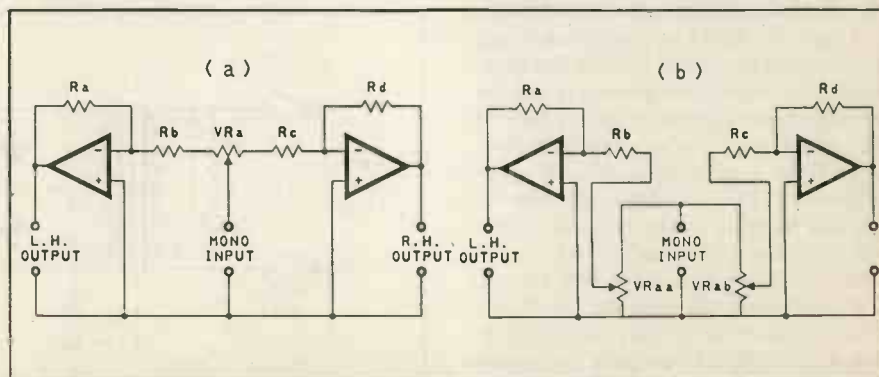 (a)
Ra
Rd
Rb
VRa
Rc
-
-
+
+
L.H.
OUTPUT
MONO
INPUT
R.H.
OUTPUT
(b)
Ra
Rd
Rb
Rc
-
-
+
+
L.H.
OUTPUT
MONO
INPUT
VRaa
VRab